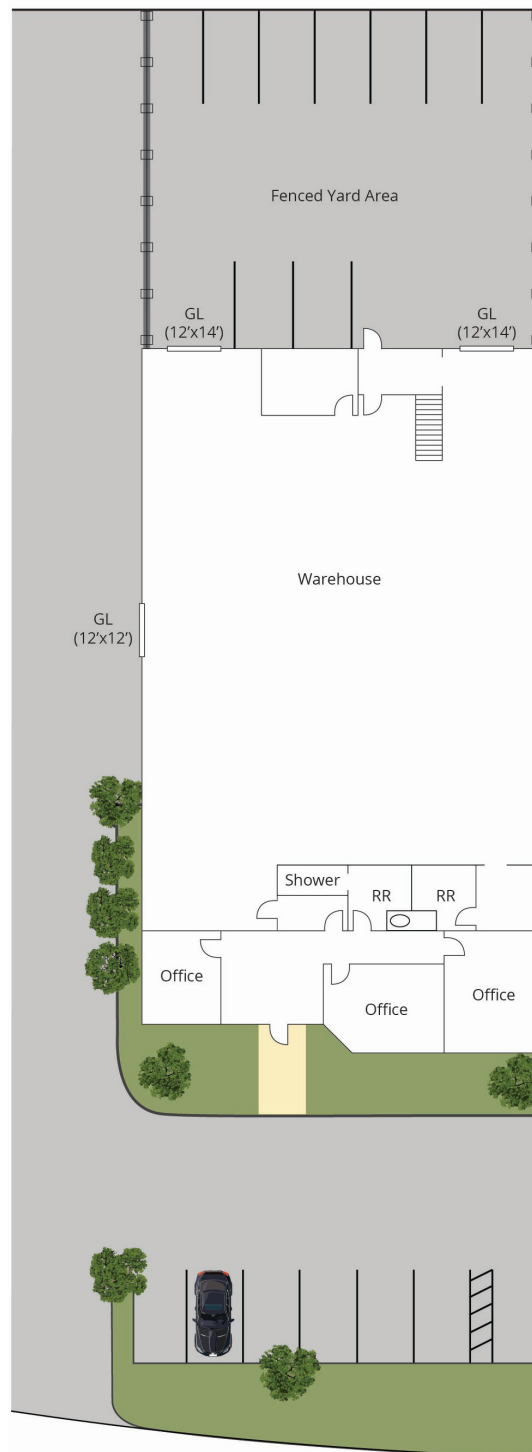 Fenced Yard Area
GL
(12'x14')
GL
(12'x14')
Warehouse
GL
(12'x12')
Shower
RR
RR
Office
Office
Office